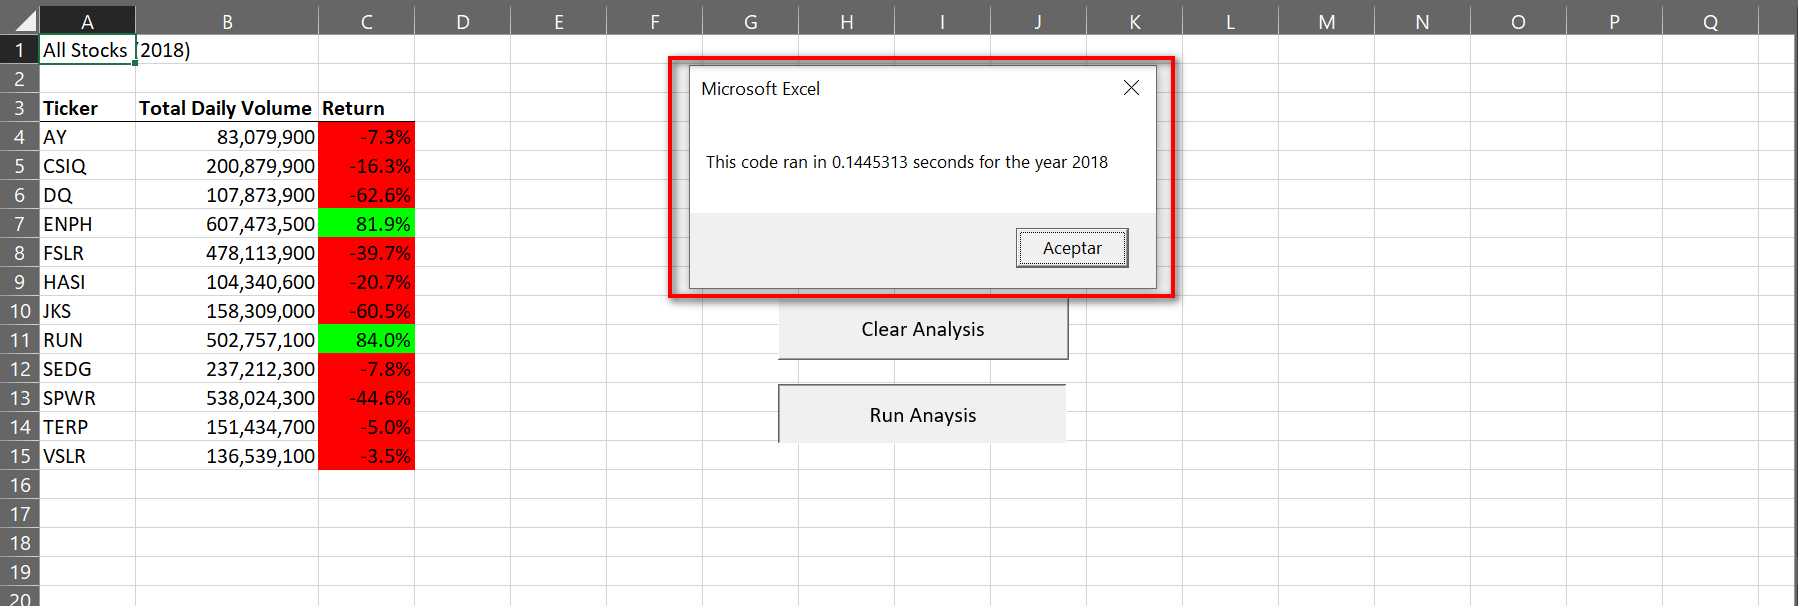 A B C D E F G H I J K L M N O P Q
1 All Stocks (2018)
2
3 Ticker Total Daily Volume Return
4 AY 83,079,900 -7.3%
5 CSIQ 200,879,900 -16.3%
6 DQ 107,873,900 -62.6%
7 ENPH 607,473,500 81.9%
8 FSLR 478,113,900 -39.7%
9 HASI 104,340,600 -20.7%
10 JKS 158,309,000 -60.5%
11 RUN 502,757,100 84.0%
12 SEDG 237,212,300 -7.8%
13 SPWR 538,024,300 -44.6%
14 TERP 151,434,700 -5.0%
15 VSLR 136,539,100 -3.5%
16
17
18
19
20
Microsoft Excel
This code ran in 0.1445313 seconds for the year 2018
Aceptar
Clear Analysis
Run Anaysis